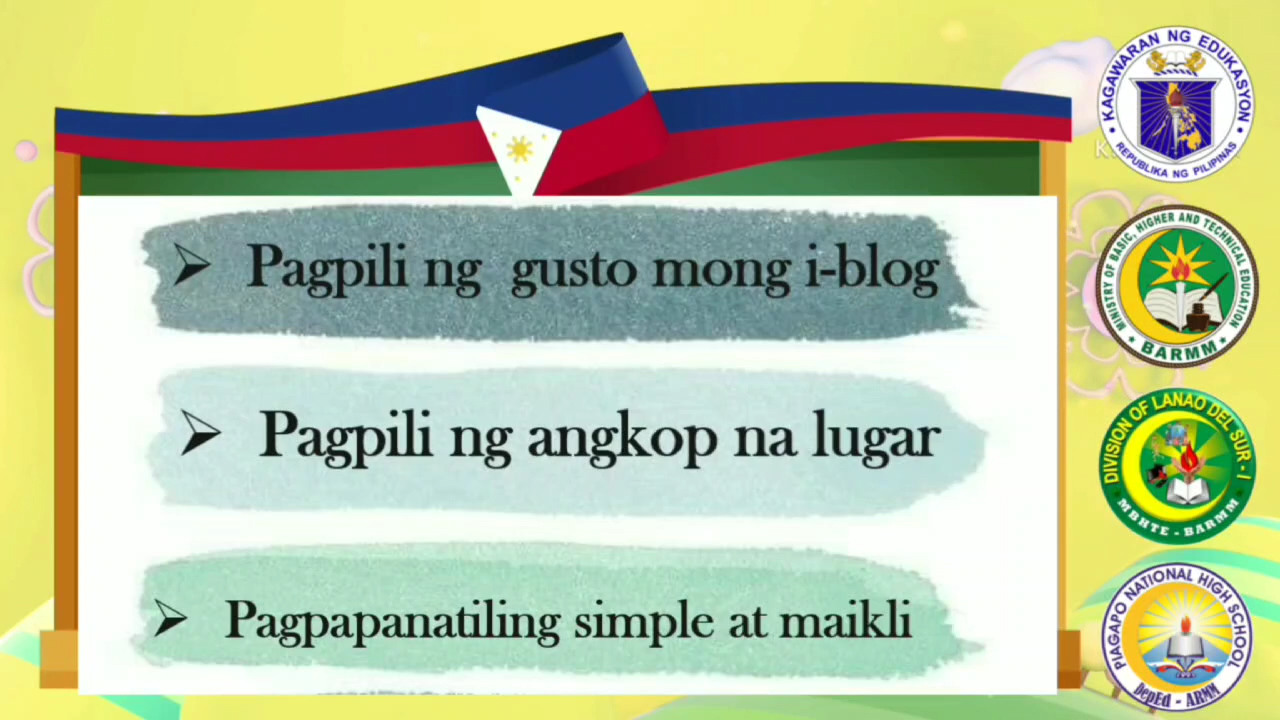 Pagpili ng gusto mong i-blog
Pagpili ng angkop na lugar
Pagpapanatiling simple at maikli
KAGAWARAN NG EDUKASYON
REPUBLIKA NG PILIPINAS
MINISTRY OF BASIC, HIGHER AND TECHNICAL EDUCATION
BARMM
DIVISION OF LANAO DEL SUR - I
MBHTE - BARMM
PIAGAPO NATIONAL HIGH SCHOOL
DepEd - ARMM